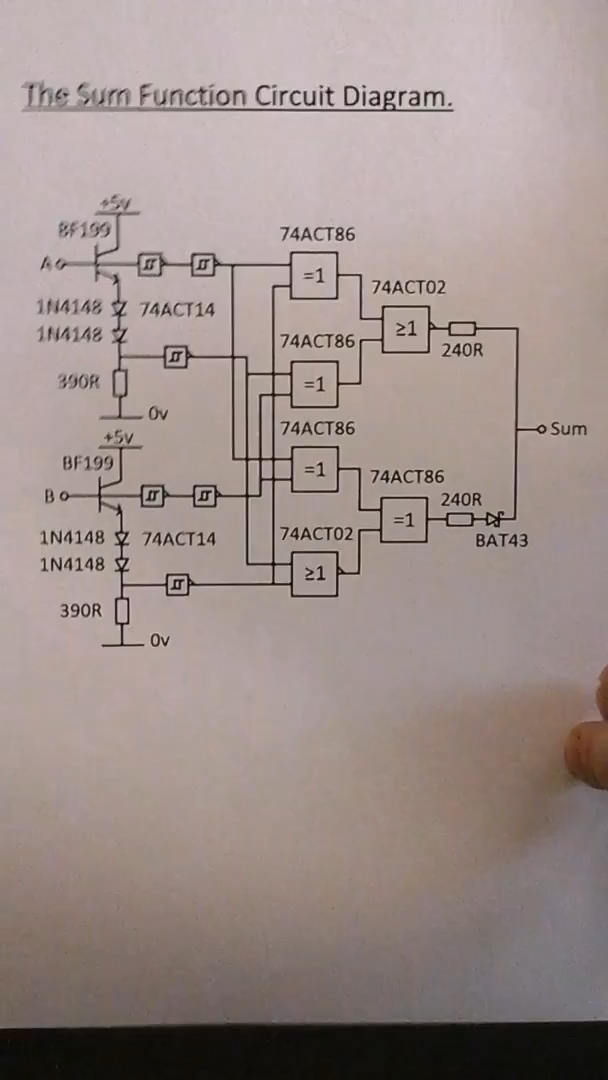 The Sum Function Circuit Diagram.
+5v
BF199
74ACT86
A
=1
74ACT02
1N4148
74ACT14
1N4148
≥1
74ACT86
240R
390R
=1
0v
74ACT86
Sum
+5v
BF199
=1
74ACT86
B
240R
=1
1N4148
74ACT14
74ACT02
BAT43
1N4148
≥1
390R
0v